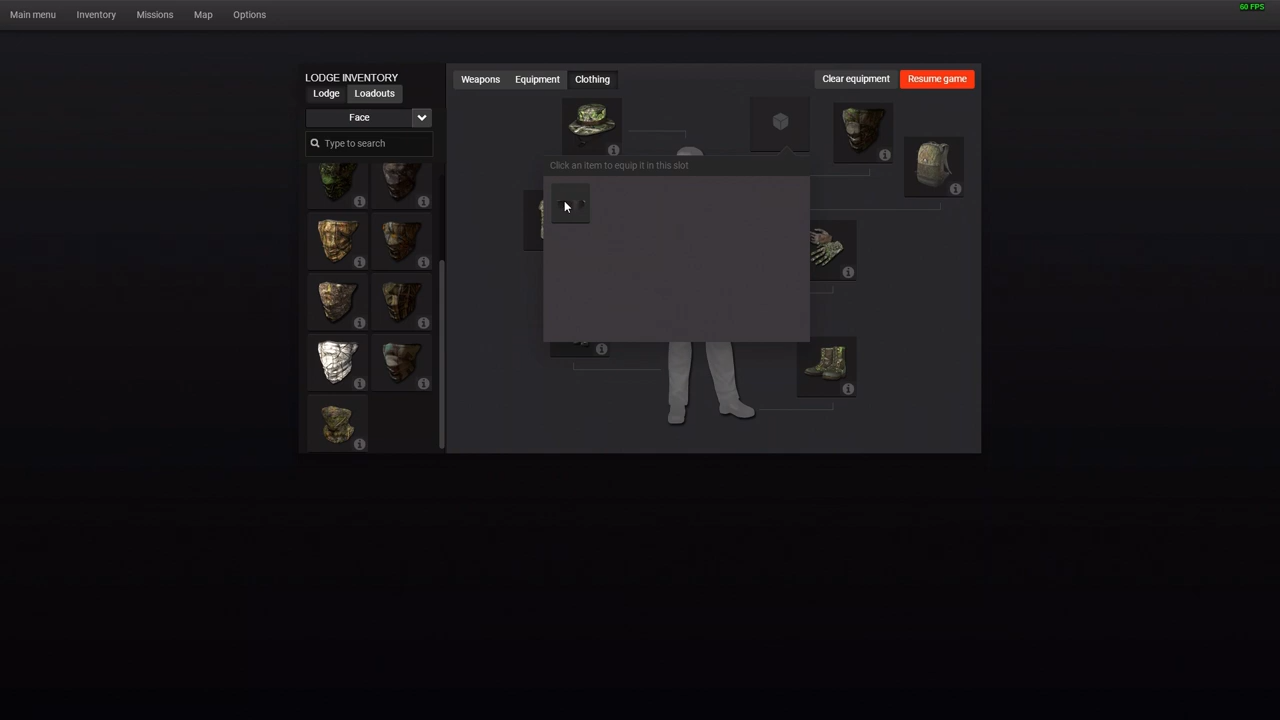 Main menu Inventory Missions Map Options
60 FPS
LODGE INVENTORY
Lodge Loadouts
Face
Type to search
Weapons Equipment Clothing
Clear equipment Resume game
Click an item to equip it in this slot